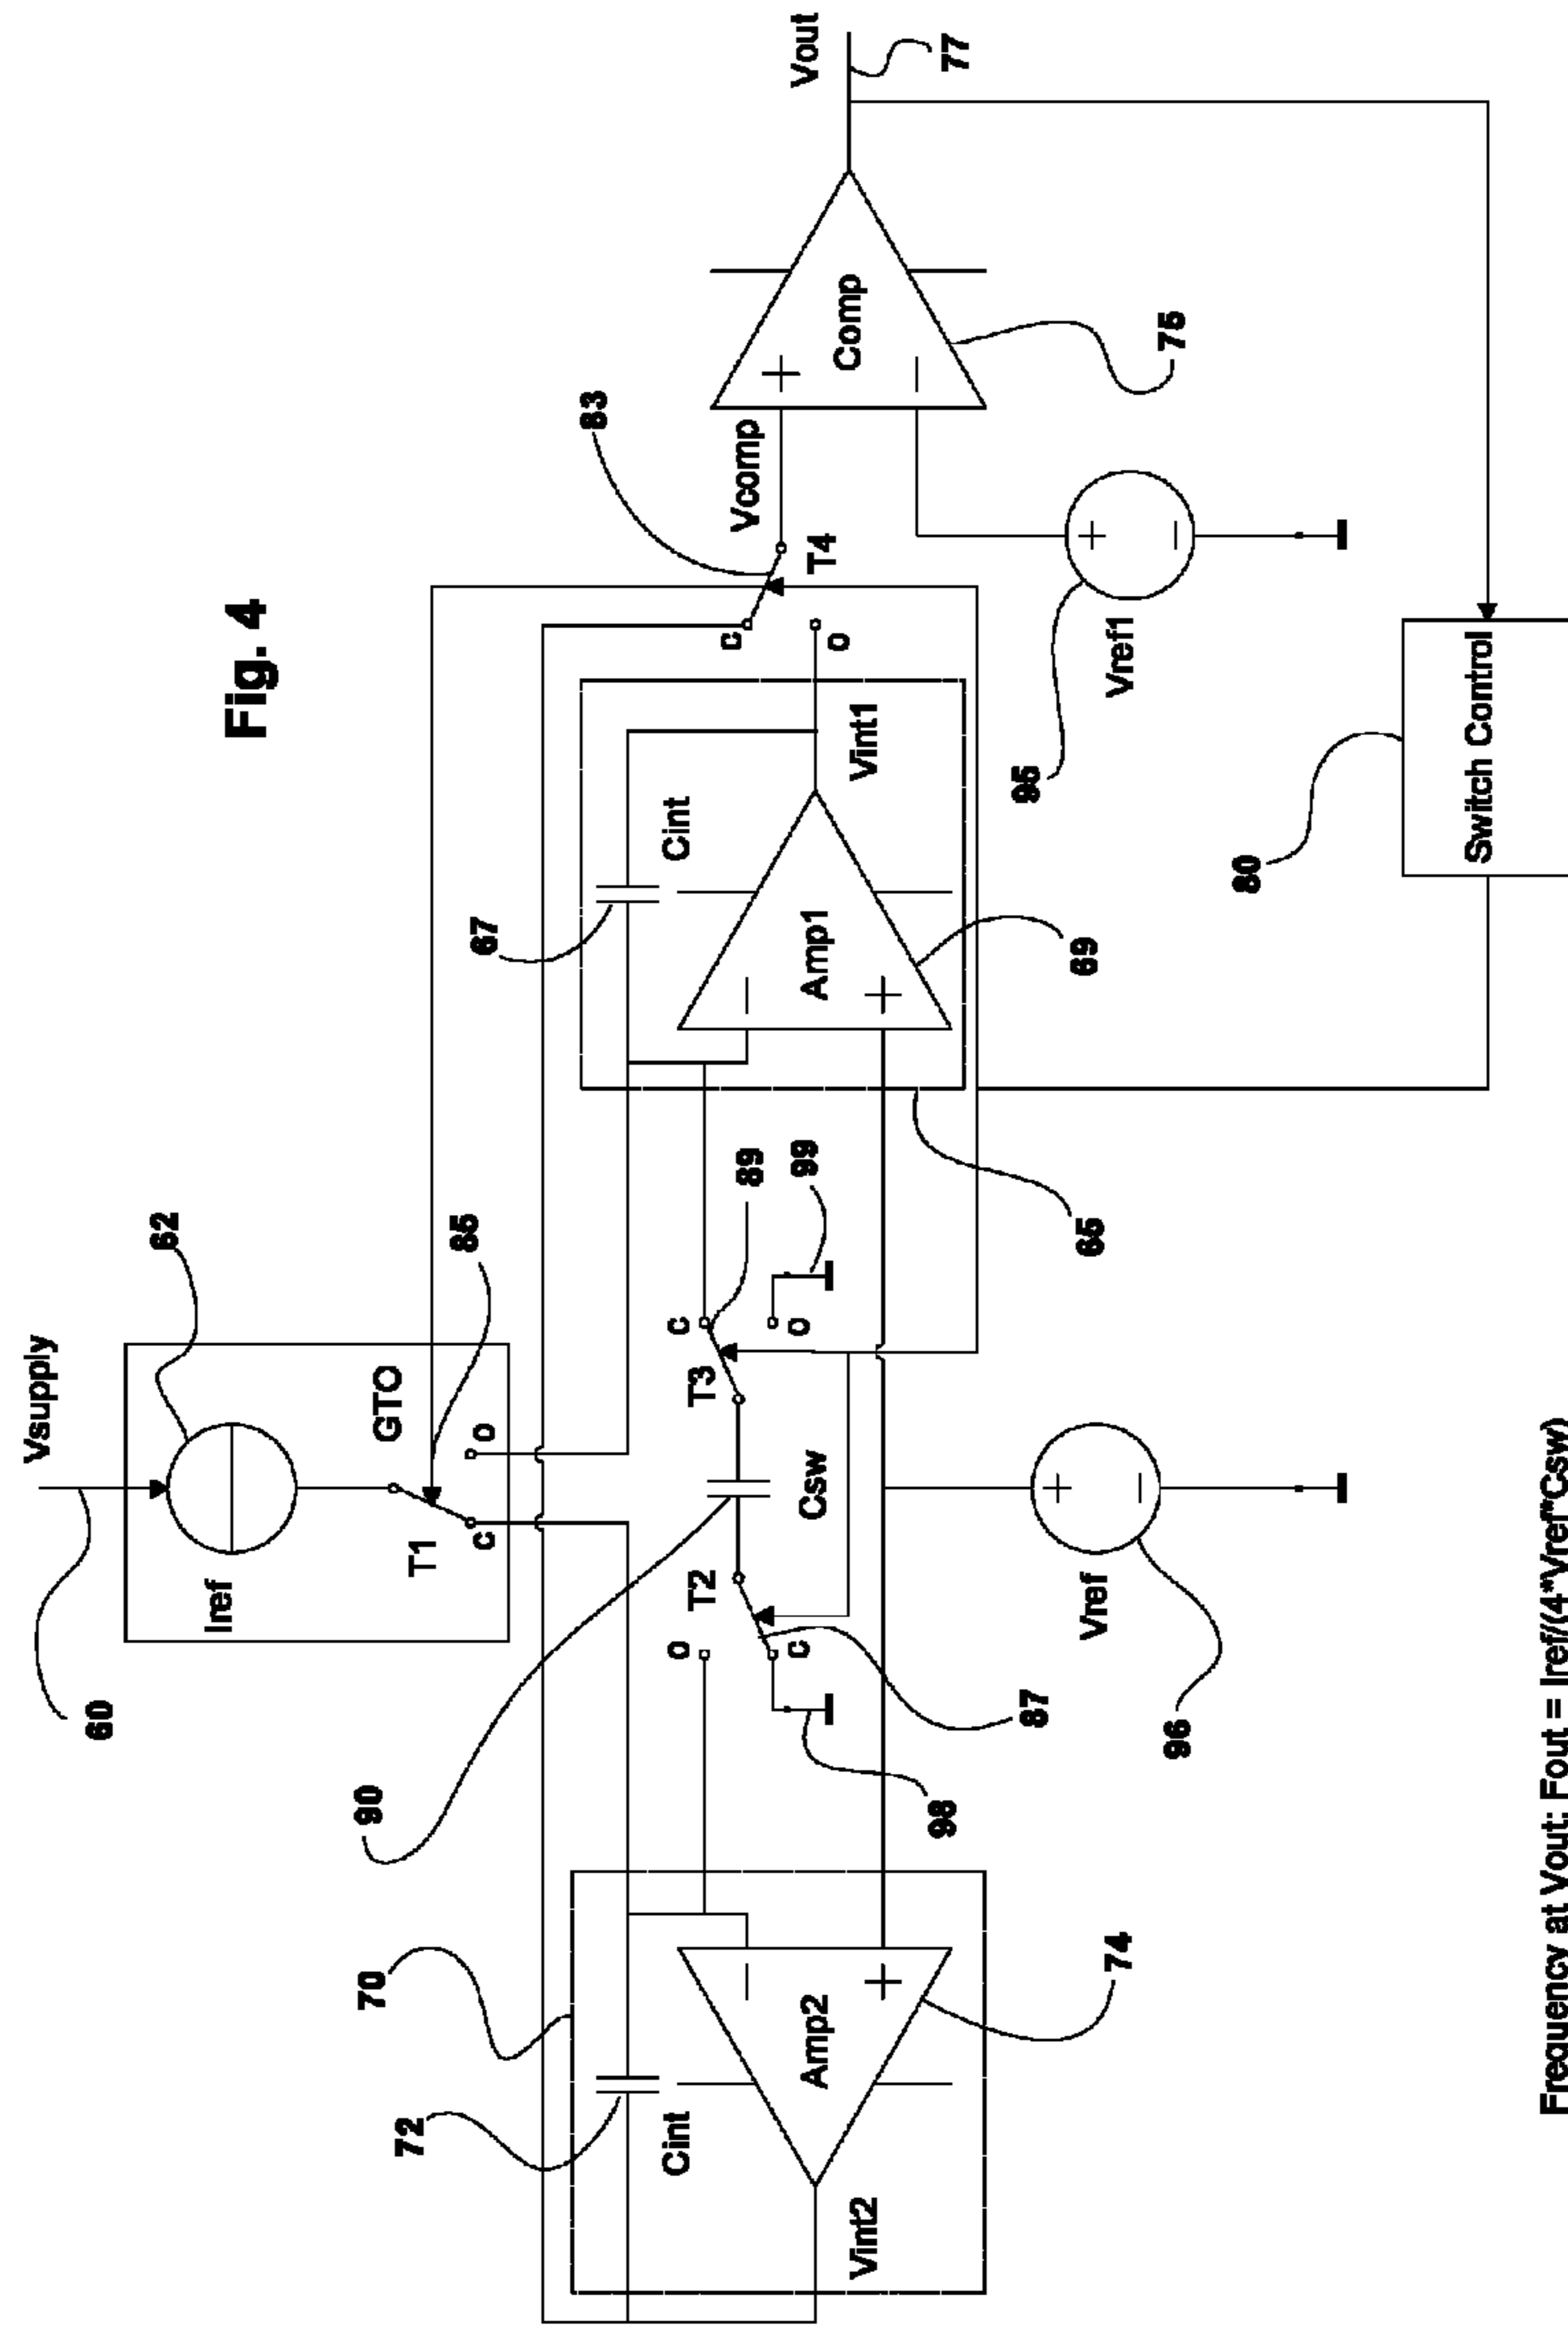 Fig. 4
Vsupply
60
62
Iref
GTO
T1
C
O
85
90
67
72
70
Cint
Amp2
Vint2
74
T2
O
C
98
87
Csw
T3
C
O
89
99
Cint
Amp1
Vint1
69
65
C
O
T4
83
Vcomp
Comp
75
Vout
77
Vref
96
Vref1
95
Switch Control
80
Frequency at Vout: Fout = Iref/(4*Vref*Csw)
+
−
+
−
+
−
+
−
+
−